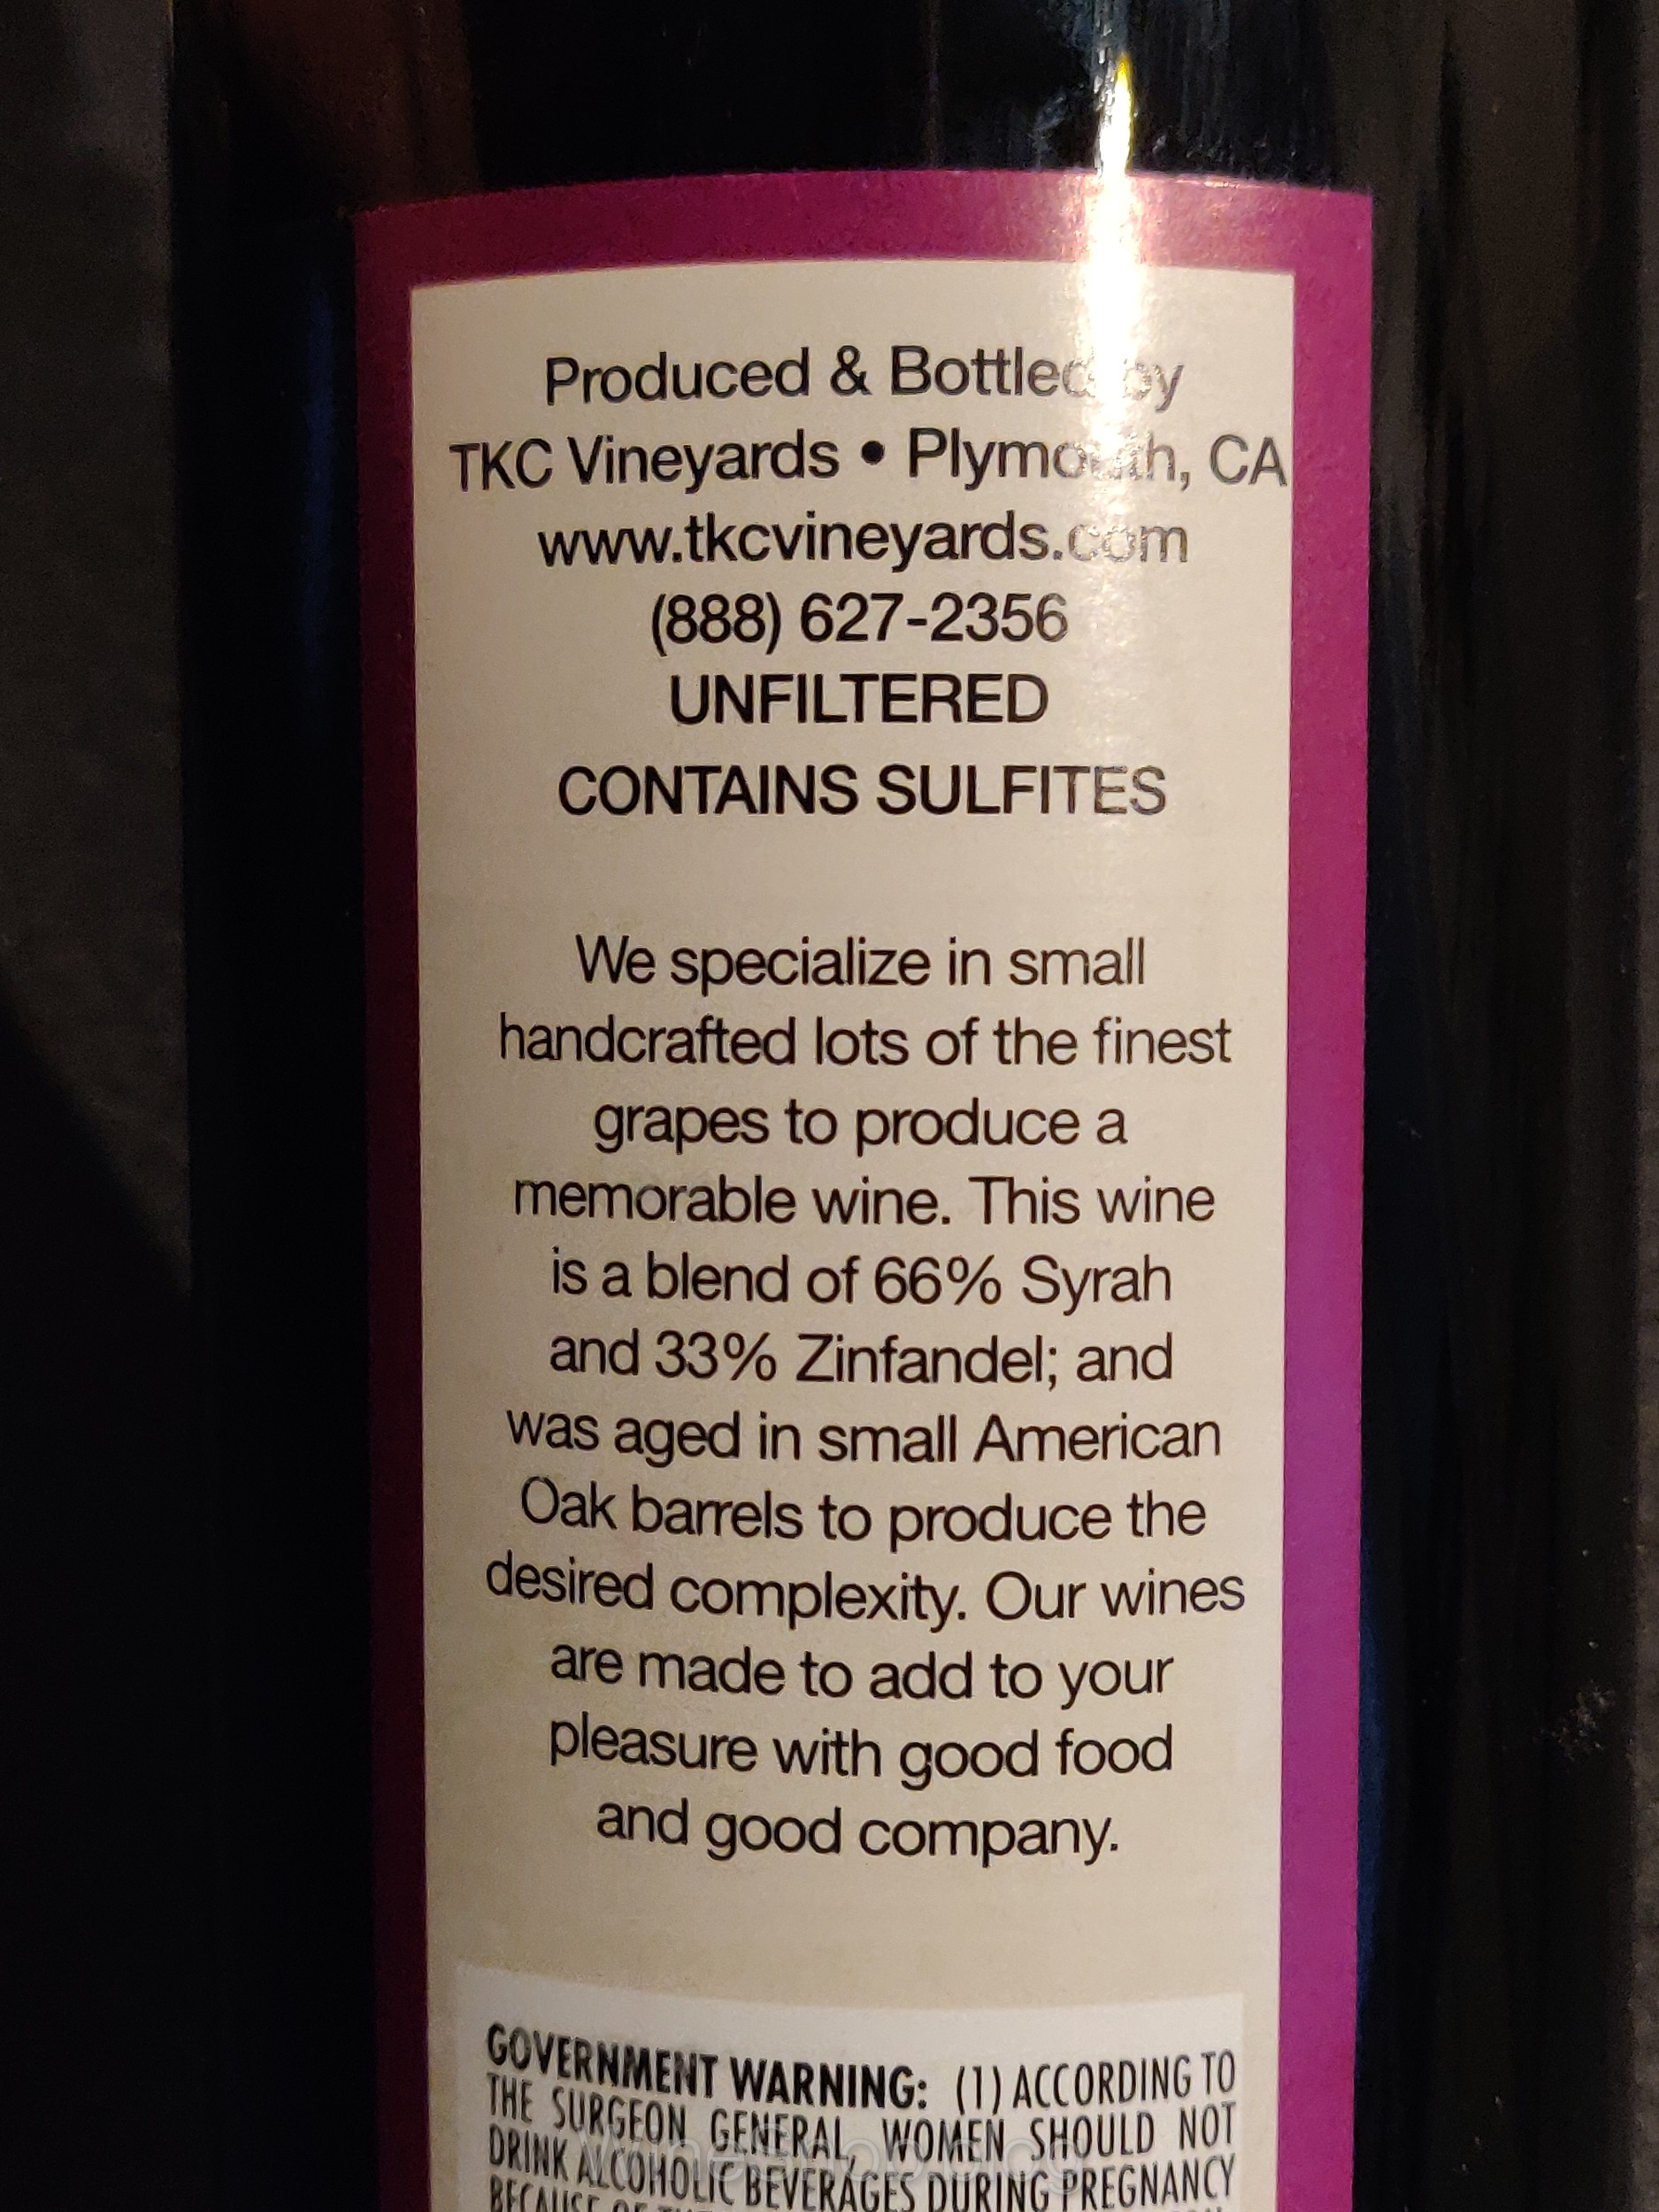 Produced & Bottled by
TKC Vineyards • Plymouth, CA
www.tkcvineyards.com
(888) 627-2356
UNFILTERED
CONTAINS SULFITES
We specialize in small
handcrafted lots of the finest
grapes to produce a
memorable wine. This wine
is a blend of 66% Syrah
and 33% Zinfandel; and
was aged in small American
Oak barrels to produce the
desired complexity. Our wines
are made to add to your
pleasure with good food
and good company.
GOVERNMENT WARNING: (1) ACCORDING TO
THE SURGEON GENERAL, WOMEN SHOULD NOT
DRINK ALCOHOLIC BEVERAGES DURING PREGNANCY
BECAUSE OF